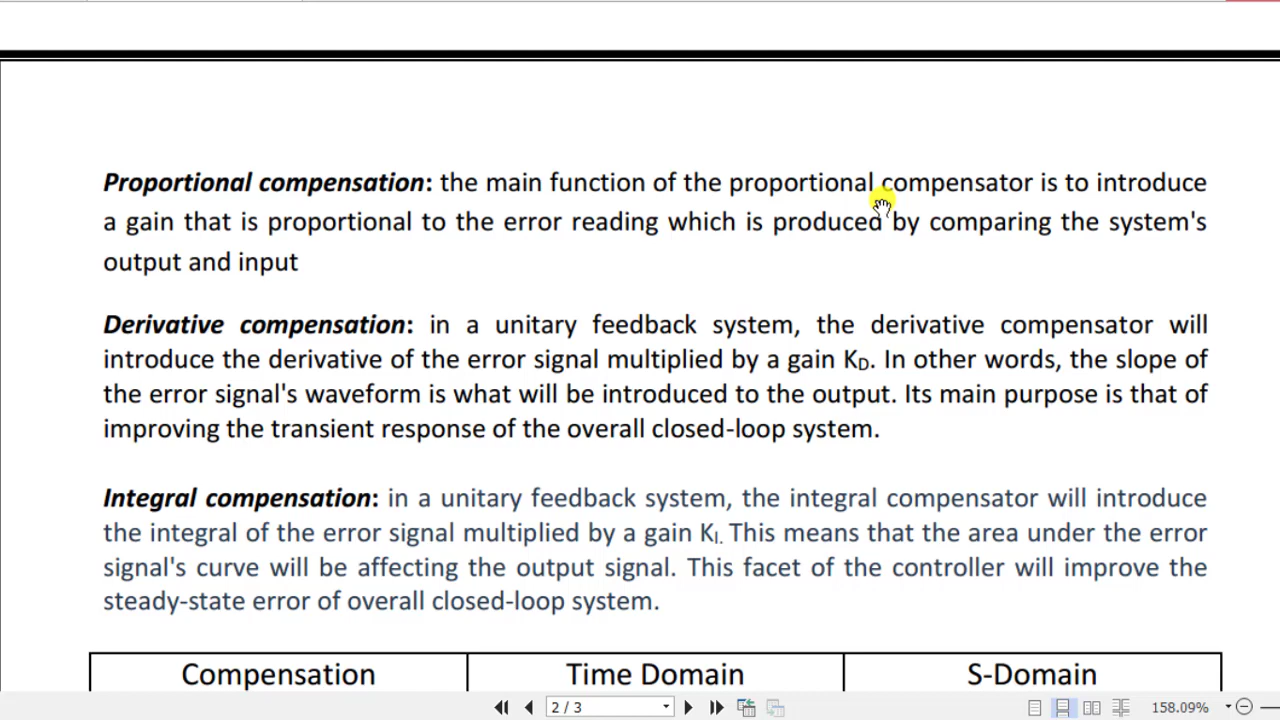 Proportional compensation: the main function of the proportional compensator is to introduce
a gain that is proportional to the error reading which is produced by comparing the system's
output and input
Derivative compensation: in a unitary feedback system, the derivative compensator will
introduce the derivative of the error signal multiplied by a gain KD. In other words, the slope of
the error signal's waveform is what will be introduced to the output. Its main purpose is that of
improving the transient response of the overall closed-loop system.
Integral compensation: in a unitary feedback system, the integral compensator will introduce
the integral of the error signal multiplied by a gain KI. This means that the area under the error
signal's curve will be affecting the output signal. This facet of the controller will improve the
steady-state error of overall closed-loop system.
Compensation Time Domain S-Domain
2 / 3 158.09%